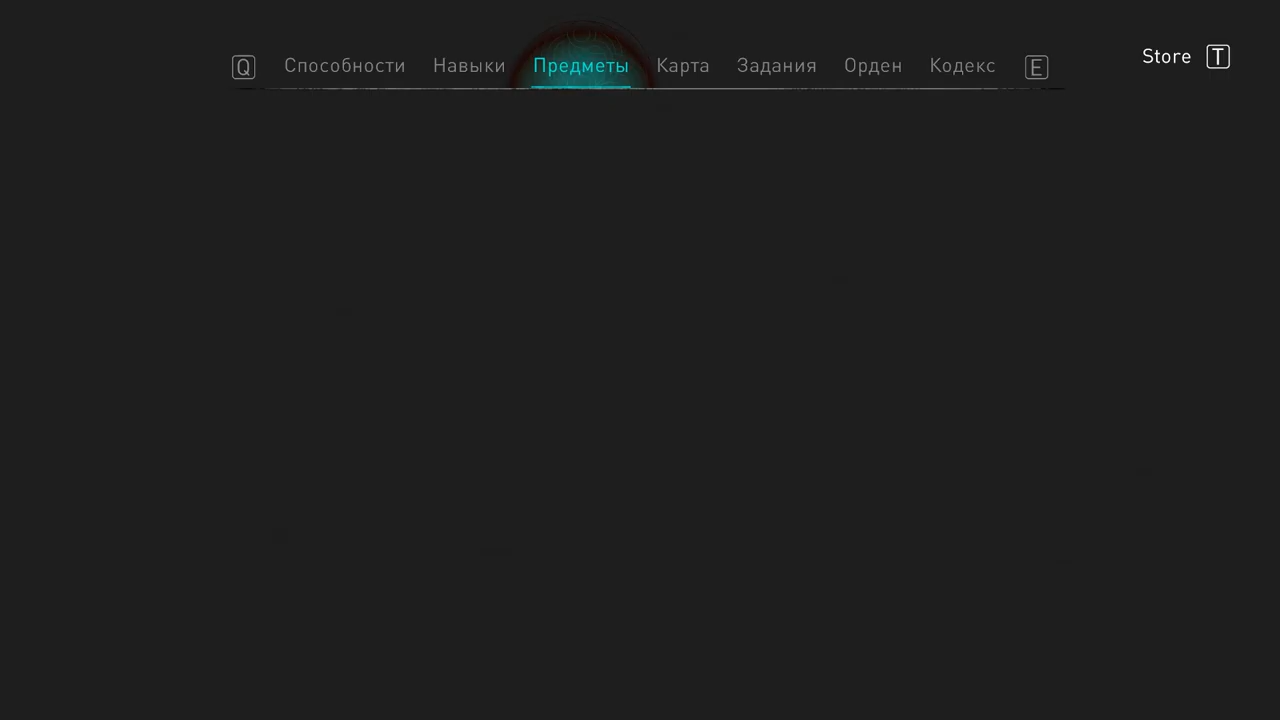 Q Способности Навыки Предметы Карта Задания Орден Кодекс E
Store T